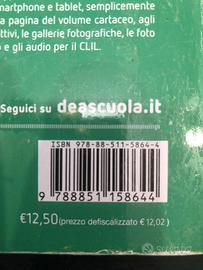 martphone e tablet, semplicemente
a pagina del volume cartaceo, agli
ttivi, le gallerie fotografiche, le foto
o e gli audio per il CLIL.
Seguici su deascuola.it
ISBN 978-88-511-5864-4
9 788851 158644
€12,50 (prezzo defiscalizzato €12,02)